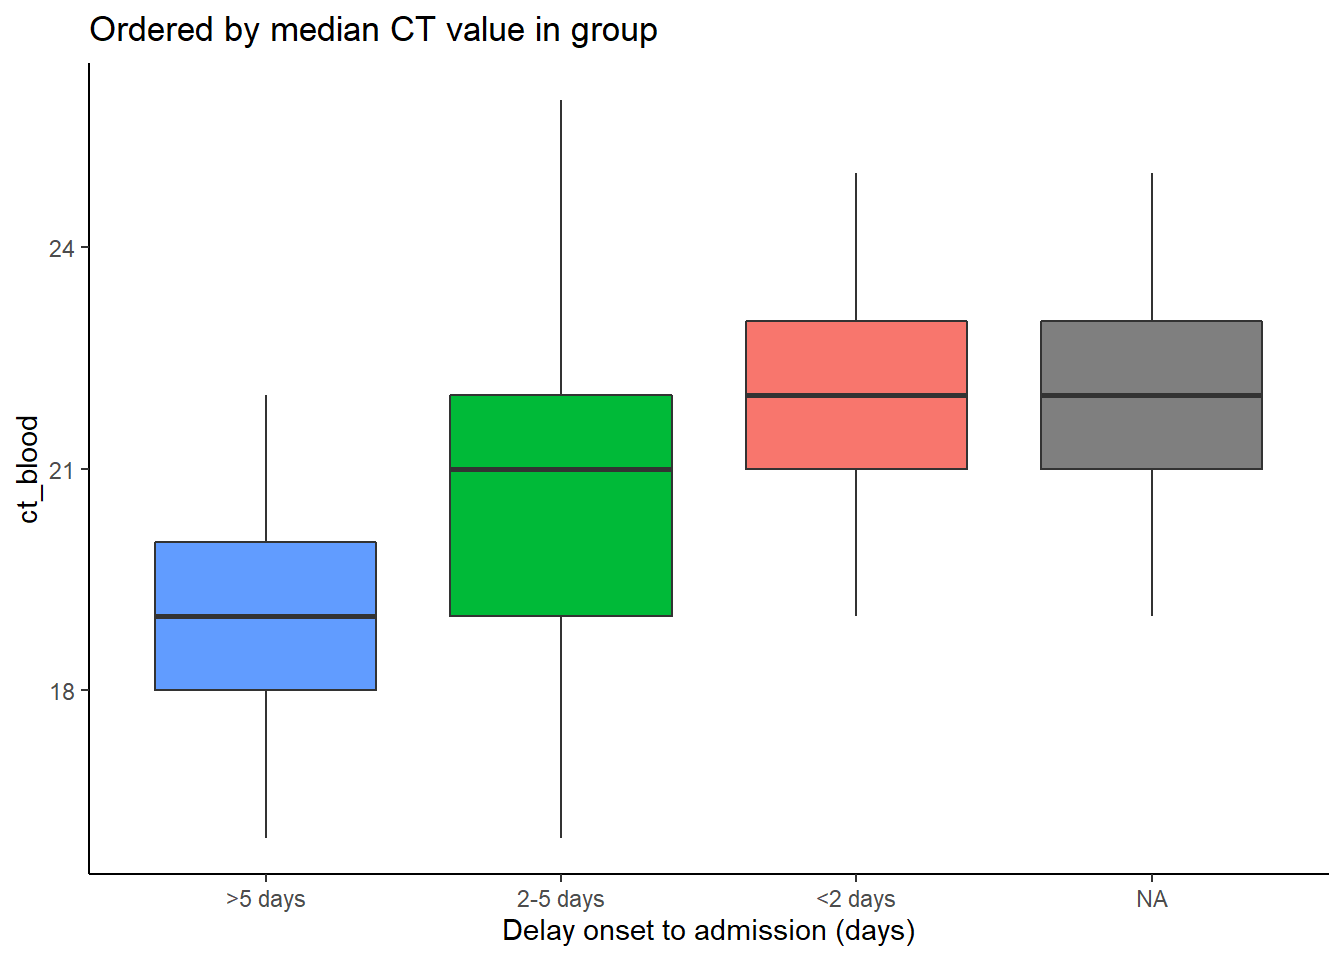 Ordered by median CT value in group
24
21
18
ct_blood
>5 days
2-5 days
<2 days
NA
Delay onset to admission (days)